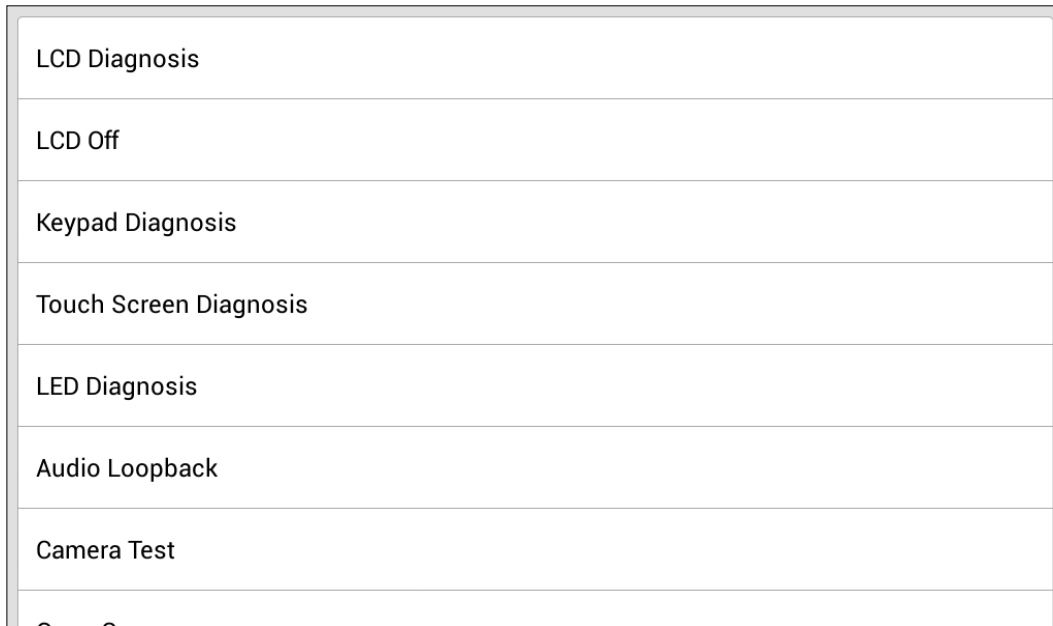 LCD Diagnosis
LCD Off
Keypad Diagnosis
Touch Screen Diagnosis
LED Diagnosis
Audio Loopback
Camera Test